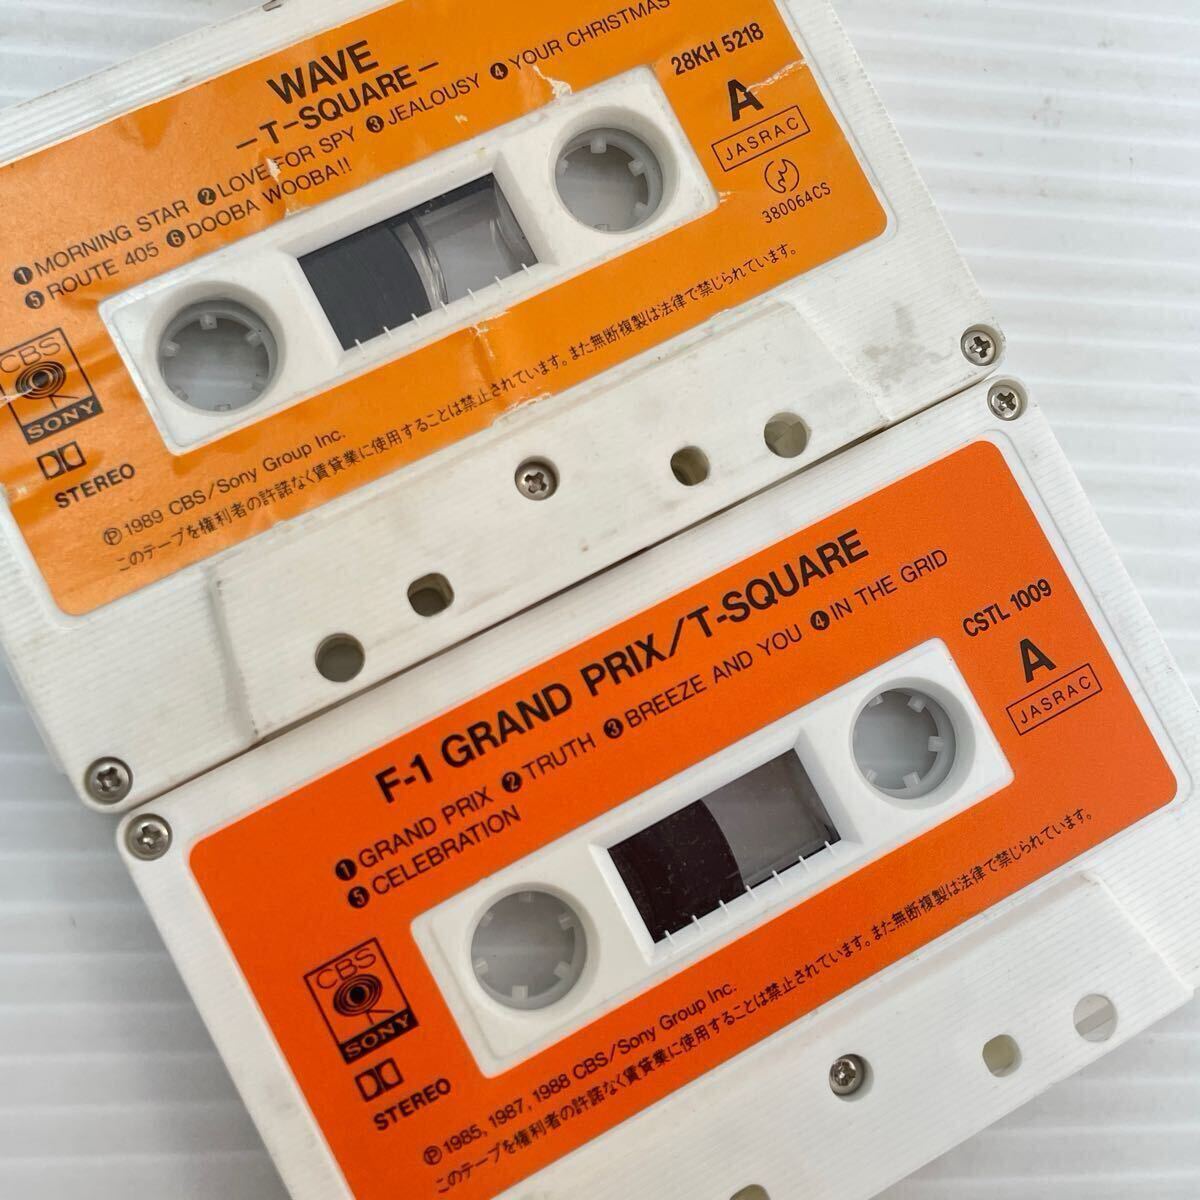 WAVE
-T-SQUARE-
❶MORNING STAR ❷LOVE FOR SPY ❸JEALOUSY ❹YOUR CHRISTMAS
❺ROUTE 405 ❻DOOBA WOOBA!!
28KH 5218
A
JASRAC
380064CS
CBS
SONY
STEREO
Ⓟ1989 CBS/Sony Group Inc.
このテープを権利者の許諾なく賃貸業に使用することは禁止されています。また無断複製は法律で禁じられています。
F-1 GRAND PRIX/T-SQUARE
❶GRAND PRIX ❷TRUTH ❸BREEZE AND YOU ❹IN THE GRID
❺CELEBRATION
CSTL 1009
A
JASRAC
CBS
SONY
STEREO
Ⓟ1985, 1987, 1988 CBS/Sony Group Inc.
このテープを権利者の許諾なく賃貸業に使用することは禁止されています。また無断複製は法律で禁じられています。